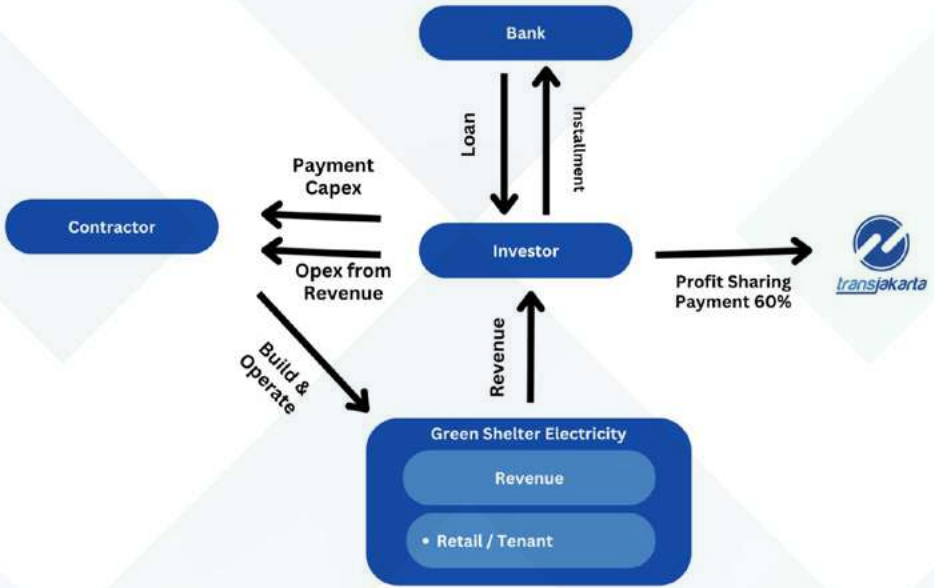 Bank
Loan
Installment
Payment
Capex
Contractor
Investor
Opex from
Revenue
Profit Sharing
Payment 60%
transjakarta
Build &
Operate
Revenue
Green Shelter Electricity
Revenue
• Retail / Tenant